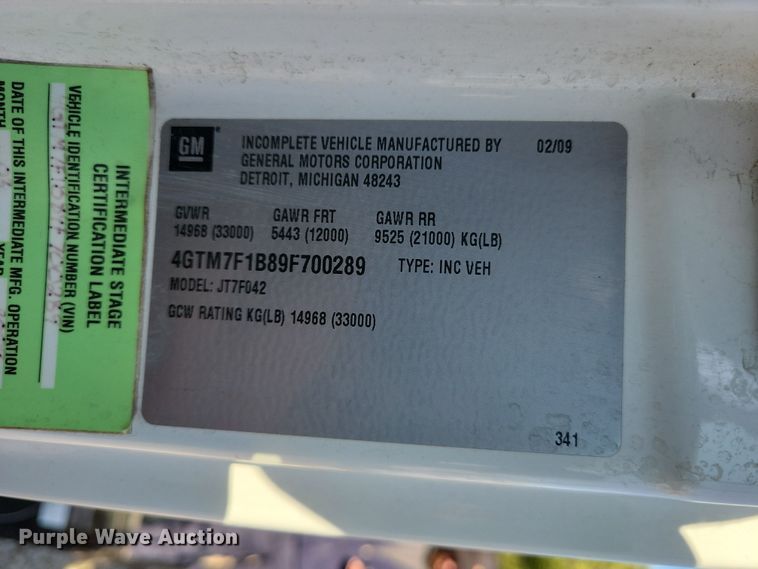 GM
INCOMPLETE VEHICLE MANUFACTURED BY 02/09
GENERAL MOTORS CORPORATION
DETROIT, MICHIGAN 48243
GVWR GAWR FRT GAWR RR
14968 (33000) 5443 (12000) 9525 (21000) KG(LB)
4GTM7F1B89F700289 TYPE: INC VEH
MODEL: JT7F042
GCW RATING KG(LB) 14968 (33000)
341
INTERMEDIATE STAGE
CERTIFICATION LABEL
VEHICLE IDENTIFICATION NUMBER (VIN)
DATE OF THIS INTERMEDIATE MFG. OPERATION
MONTH YEAR
Purple Wave Auction